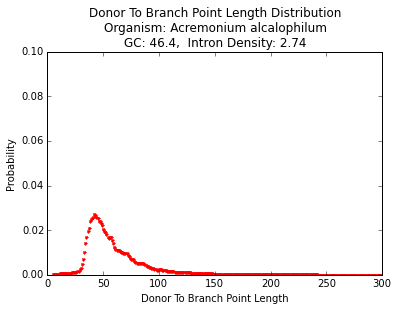 Donor To Branch Point Length Distribution
Organism: Acremonium alcalophilum
GC: 46.4,  Intron Density: 2.74
0.10
0.08
0.06
0.04
0.02
0.00
Probability
0 50 100 150 200 250 300
Donor To Branch Point Length